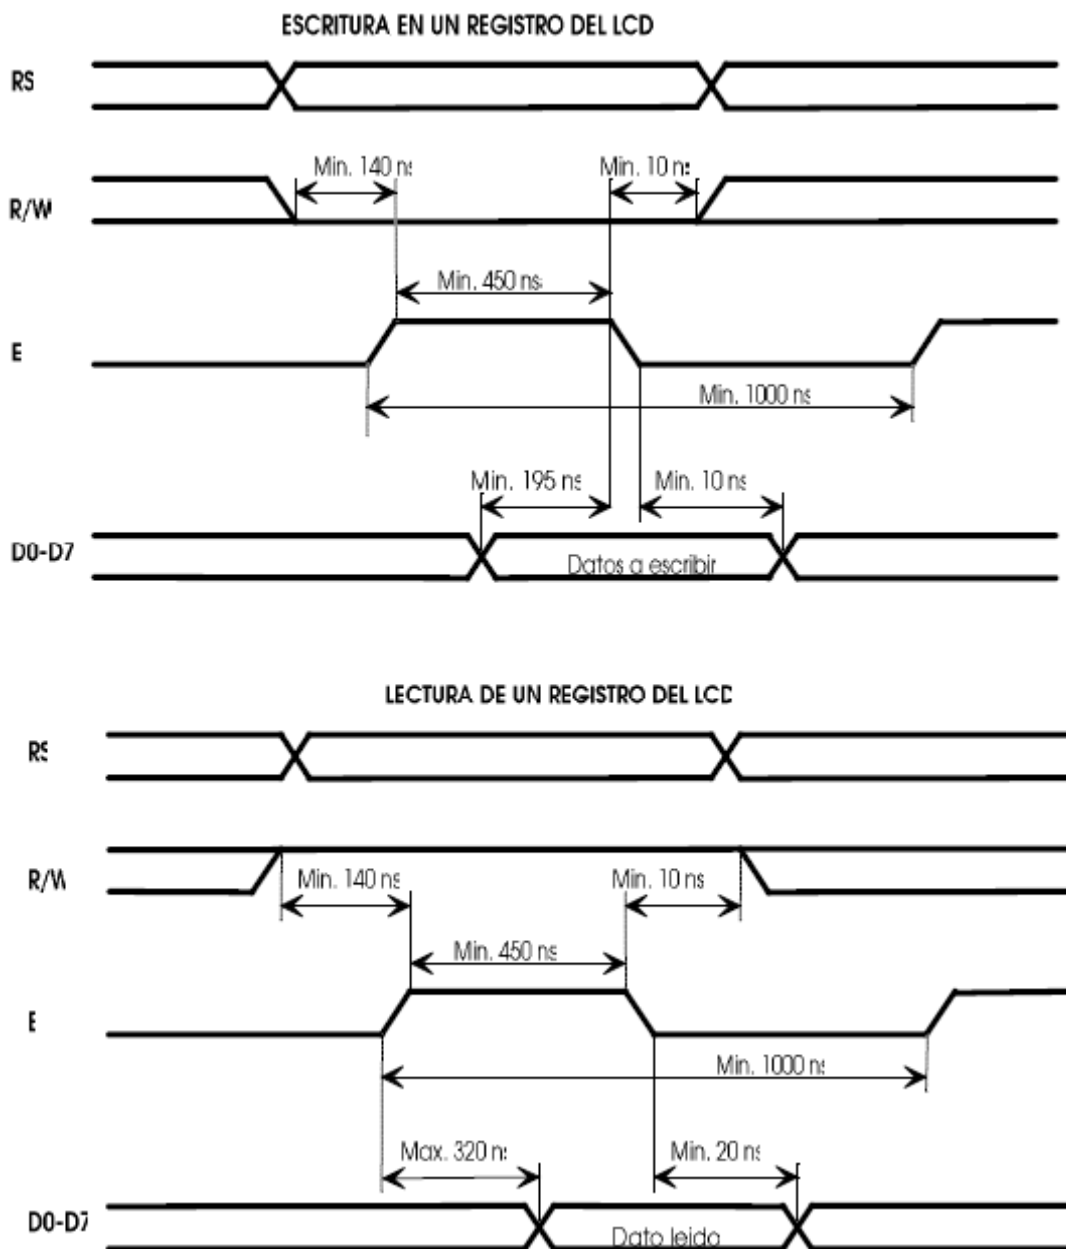 ESCRITURA EN UN REGISTRO DEL LCD
RS
Min. 140 ns
Min. 10 ns
R/W
Min. 450 ns
E
Min. 1000 ns
Min. 195 ns
Min. 10 ns
D0-D7
Datos a escribir
LECTURA DE UN REGISTRO DEL LCD
RS
R/W
Min. 140 ns
Min. 10 ns
Min. 450 ns
E
Min. 1000 ns
Max. 320 ns
Min. 20 ns
D0-D7
Dato leido